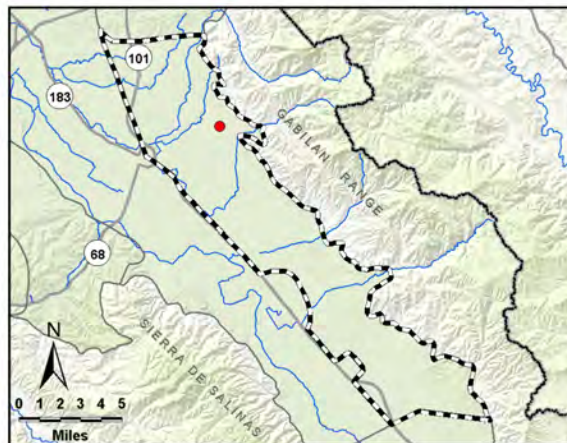 101
183
GABILAN RANGE
68
SIERRA DE SALINAS
N
0 1 2 3 4 5
Miles